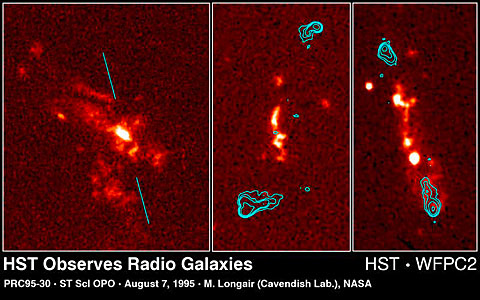 HST Observes Radio Galaxies HST • WFPC2
PRC95-30 • ST ScI OPO • August 7, 1995 • M. Longair (Cavendish Lab.), NASA